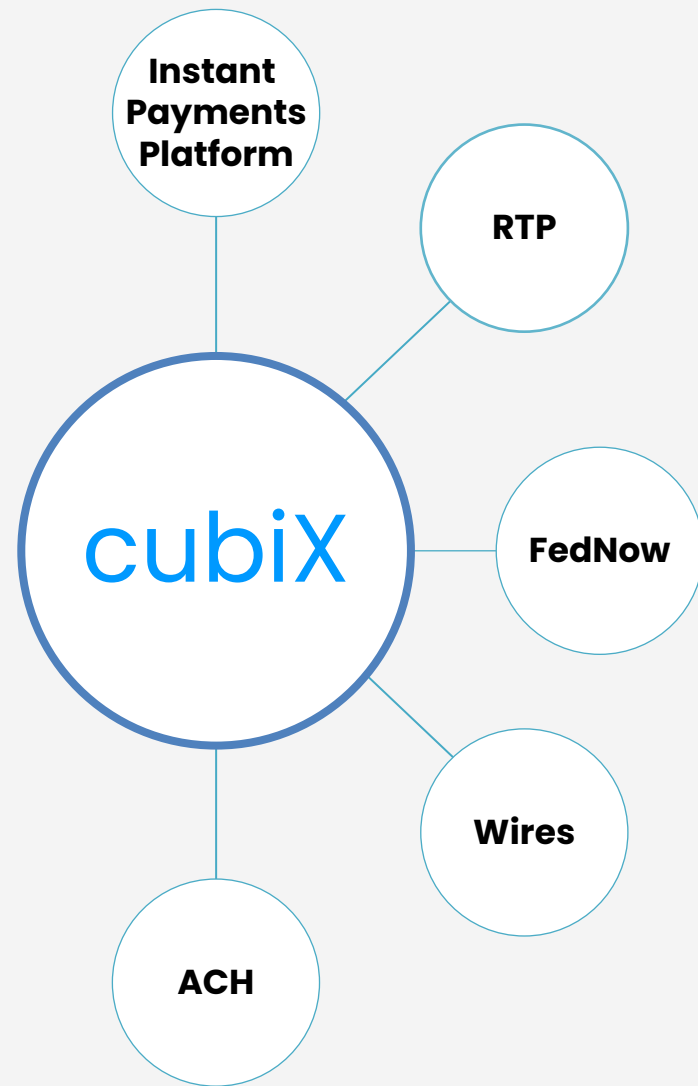 Instant
Payments
Platform
RTP
cubiX
FedNow
Wires
ACH